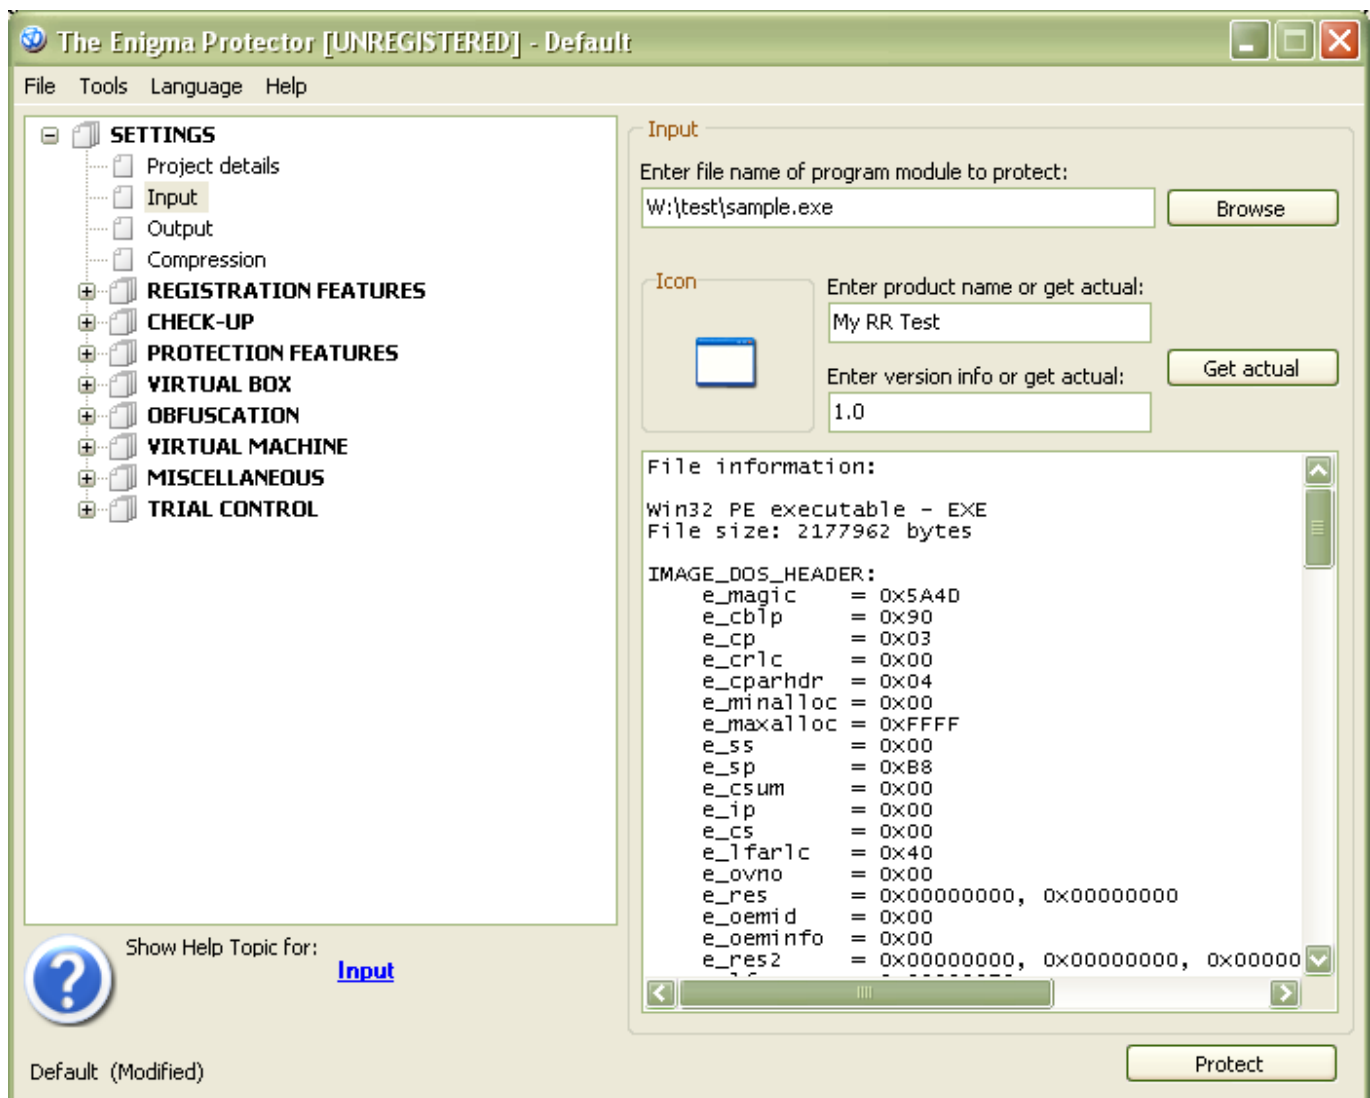 The Enigma Protector [UNREGISTERED] - Default
File Tools Language Help
SETTINGS
Project details
Input
Output
Compression
REGISTRATION FEATURES
CHECK-UP
PROTECTION FEATURES
VIRTUAL BOX
OBFUSCATION
VIRTUAL MACHINE
MISCELLANEOUS
TRIAL CONTROL
Show Help Topic for:
Input
Default (Modified)
Input
Enter file name of program module to protect:
W:\test\sample.exe
Browse
Icon
Enter product name or get actual:
My RR Test
Enter version info or get actual:
1.0
Get actual
File information:
Win32 PE executable - EXE
File size: 2177962 bytes
IMAGE_DOS_HEADER:
e_magic = 0x5A4D
e_cblp = 0x90
e_cp = 0x03
e_crlc = 0x00
e_cparhdr = 0x04
e_minalloc = 0x00
e_maxalloc = 0xFFFF
e_ss = 0x00
e_sp = 0xB8
e_csum = 0x00
e_ip = 0x00
e_cs = 0x00
e_lfarlc = 0x40
e_ovno = 0x00
e_res = 0x00000000, 0x00000000
e_oemid = 0x00
e_oeminfo = 0x00
e_res2 = 0x00000000, 0x00000000, 0x00000
Protect